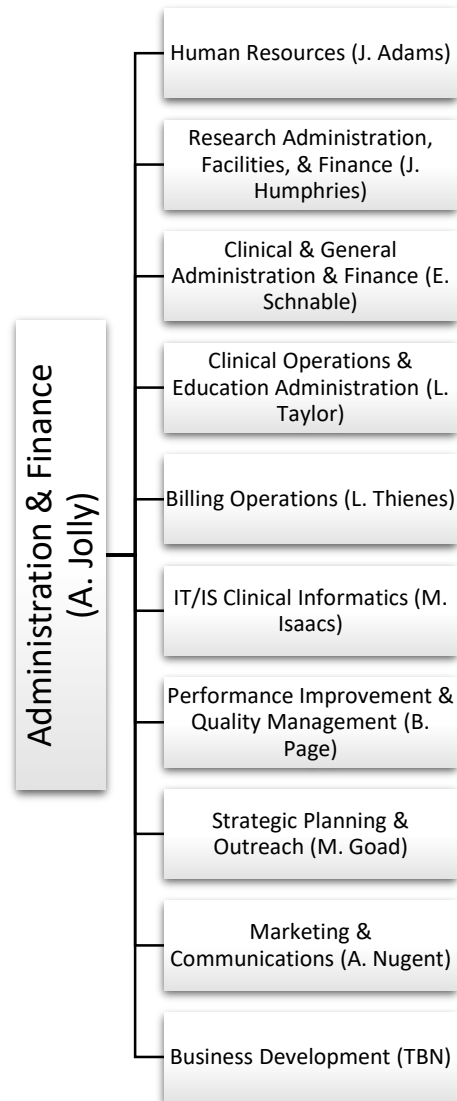 Administration & Finance
(A. Jolly)
Human Resources (J. Adams)
Research Administration,
Facilities, & Finance (J.
Humphries)
Clinical & General
Administration & Finance (E.
Schnable)
Clinical Operations &
Education Administration (L.
Taylor)
Billing Operations (L. Thienes)
IT/IS Clinical Informatics (M.
Isaacs)
Performance Improvement &
Quality Management (B.
Page)
Strategic Planning &
Outreach (M. Goad)
Marketing &
Communications (A. Nugent)
Business Development (TBN)